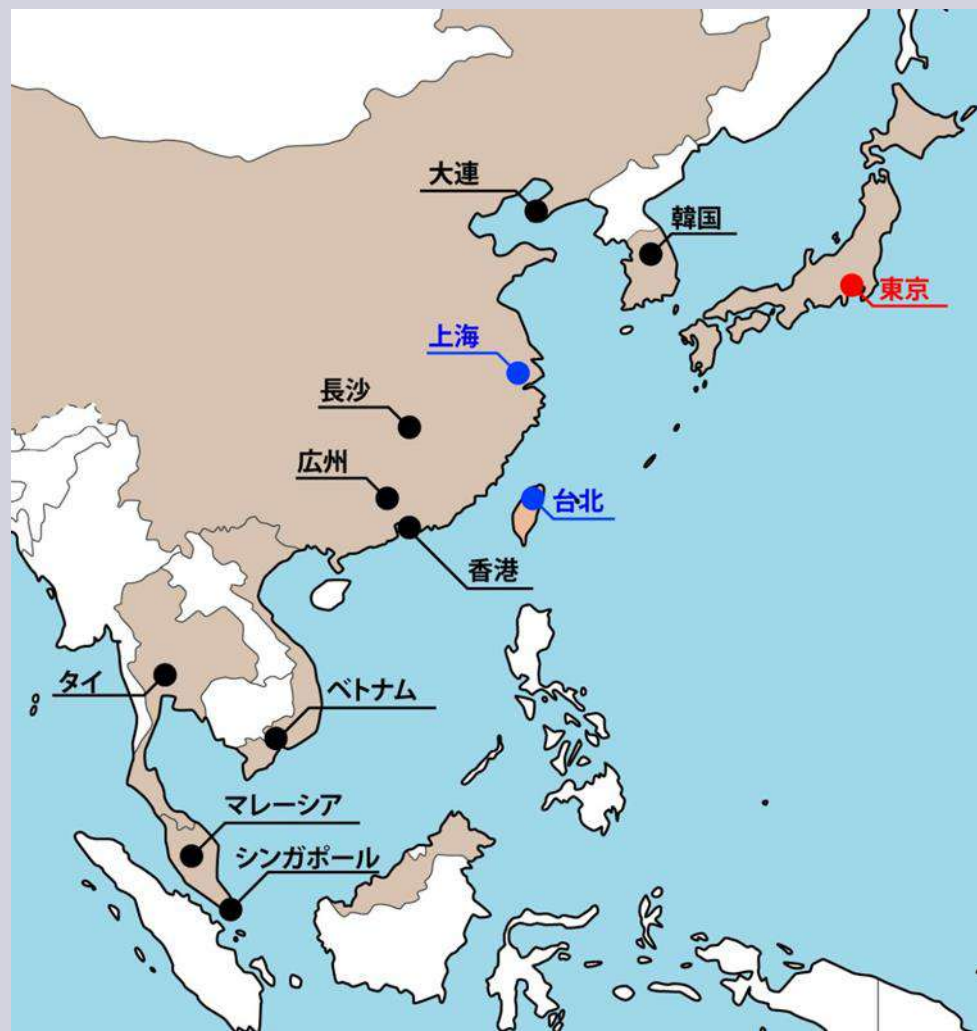 大連
韓国
東京
上海
長沙
広州
台北
香港
タイ
ベトナム
マレーシア
シンガポール